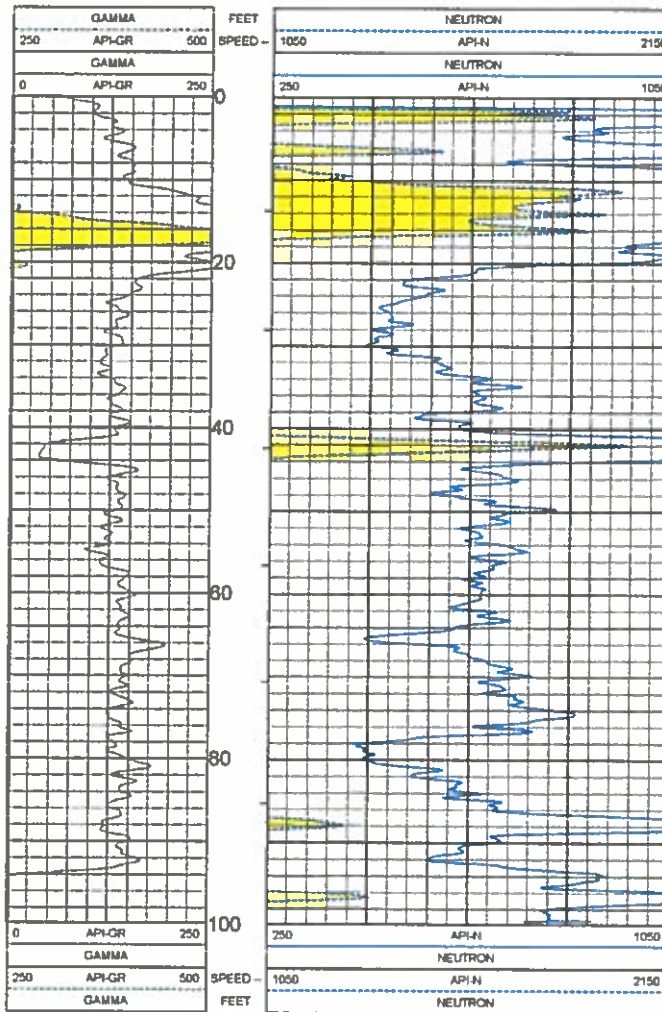 GAMMA FEET NEUTRON
250 API-GR 500 SPEED -- 1050 API-N 2150
GAMMA NEUTRON
0 API-GR 250 250 API-N 1050
0
20
40
60
80
100
0 API-GR 250 250 API-N 1050
GAMMA NEUTRON
250 API-GR 500 SPEED -- 1050 API-N 2150
GAMMA FEET NEUTRON